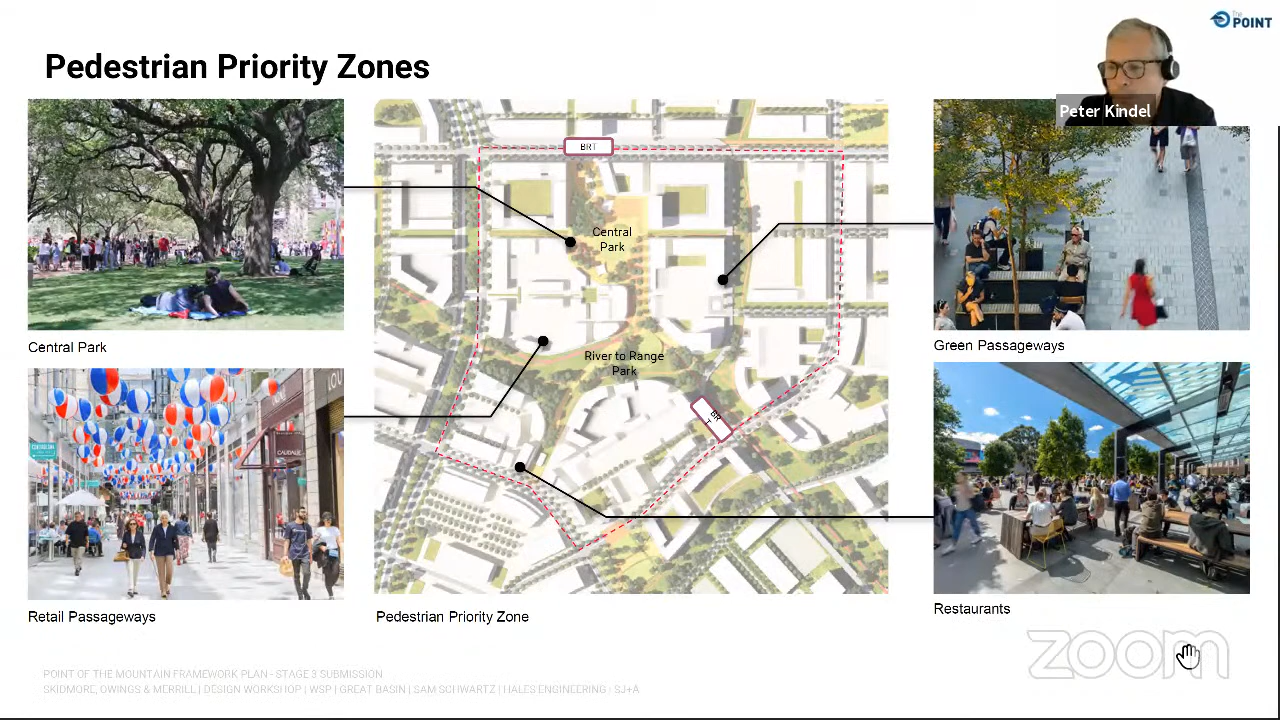 The
POINT
Pedestrian Priority Zones
Peter Kindel
BRT
Central
Park
River to Range
Park
BR
T
Central Park
Retail Passageways
Pedestrian Priority Zone
Green Passageways
Restaurants
zoom
POINT OF THE MOUNTAIN FRAMEWORK PLAN - STAGE 3 SUBMISSION
SKIDMORE, OWINGS & MERRILL | DESIGN WORKSHOP | WSP | GREAT BASIN | SAM SCHWARTZ | HALES ENGINEERING | SJ+A